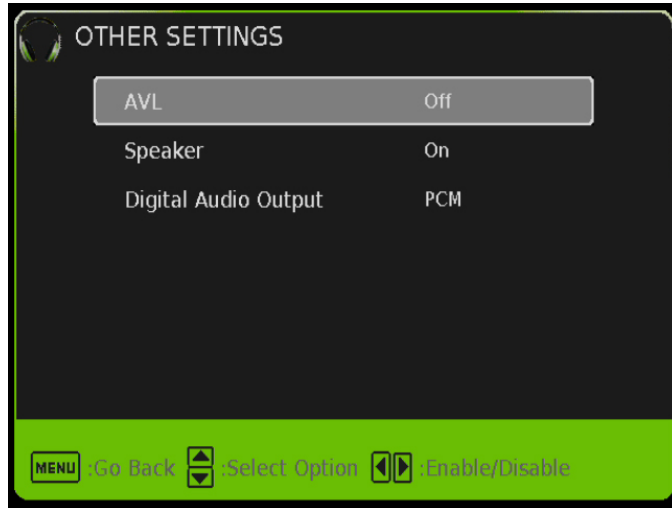 OTHER SETTINGS
AVL Off
Speaker On
Digital Audio Output PCM
MENU :Go Back :Select Option :Enable/Disable